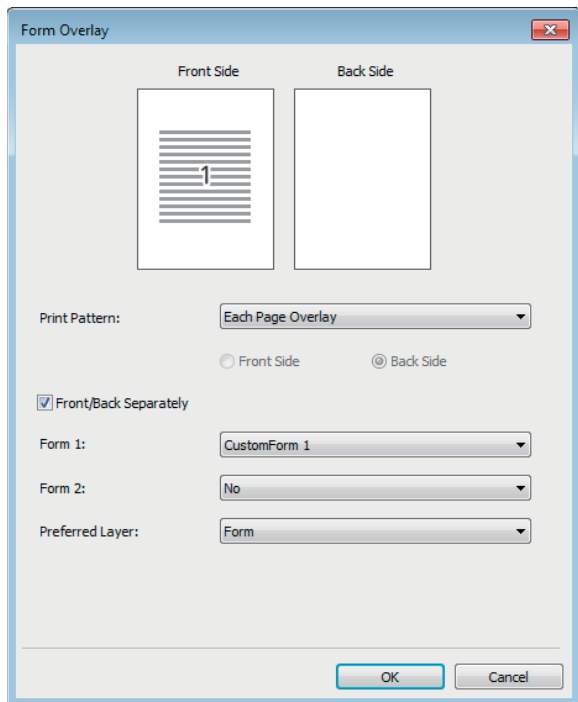 Form Overlay
Front Side Back Side
1
Print Pattern: Each Page Overlay
Front Side Back Side
Front/Back Separately
Form 1: CustomForm 1
Form 2: No
Preferred Layer: Form
OK Cancel